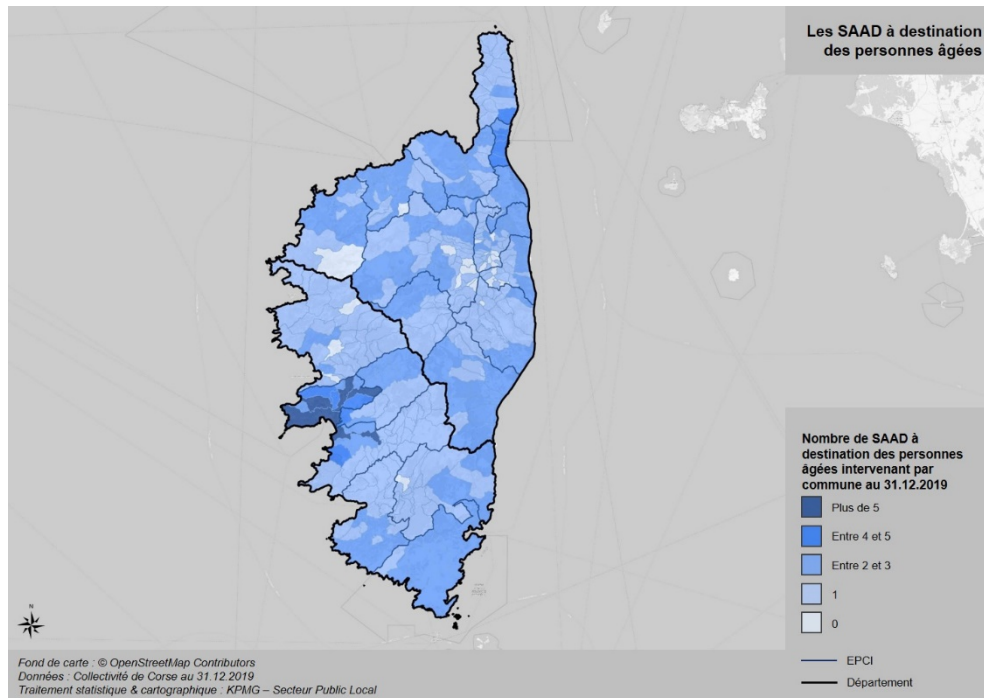 Les SAAD à destination
des personnes âgées
Nombre de SAAD à
destination des personnes
âgées intervenant par
commune au 31.12.2019
Plus de 5
Entre 4 et 5
Entre 2 et 3
1
0
EPCI
Département
N
Fond de carte : © OpenStreetMap Contributors
Données : Collectivité de Corse au 31.12.2019
Traitement statistique & cartographique : KPMG – Secteur Public Local